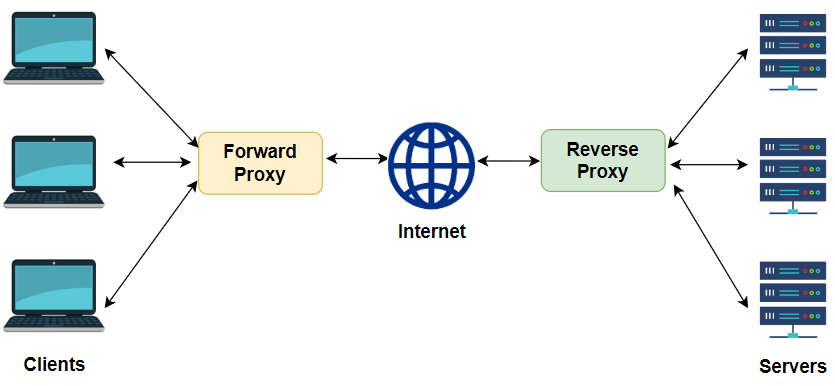 Forward
Proxy
Internet
Reverse
Proxy
Clients
Servers